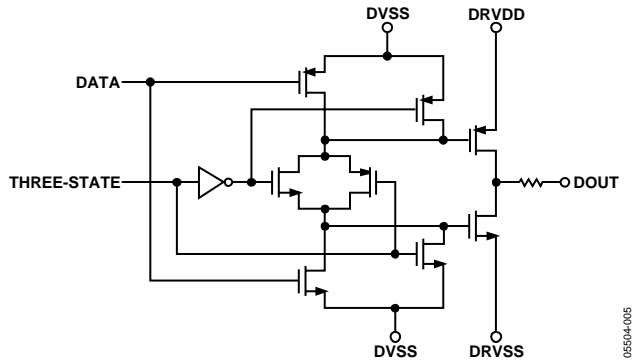 DVSS
DRVDD
DATA
THREE-STATE
DOUT
DVSS
DRVSS
05504-005